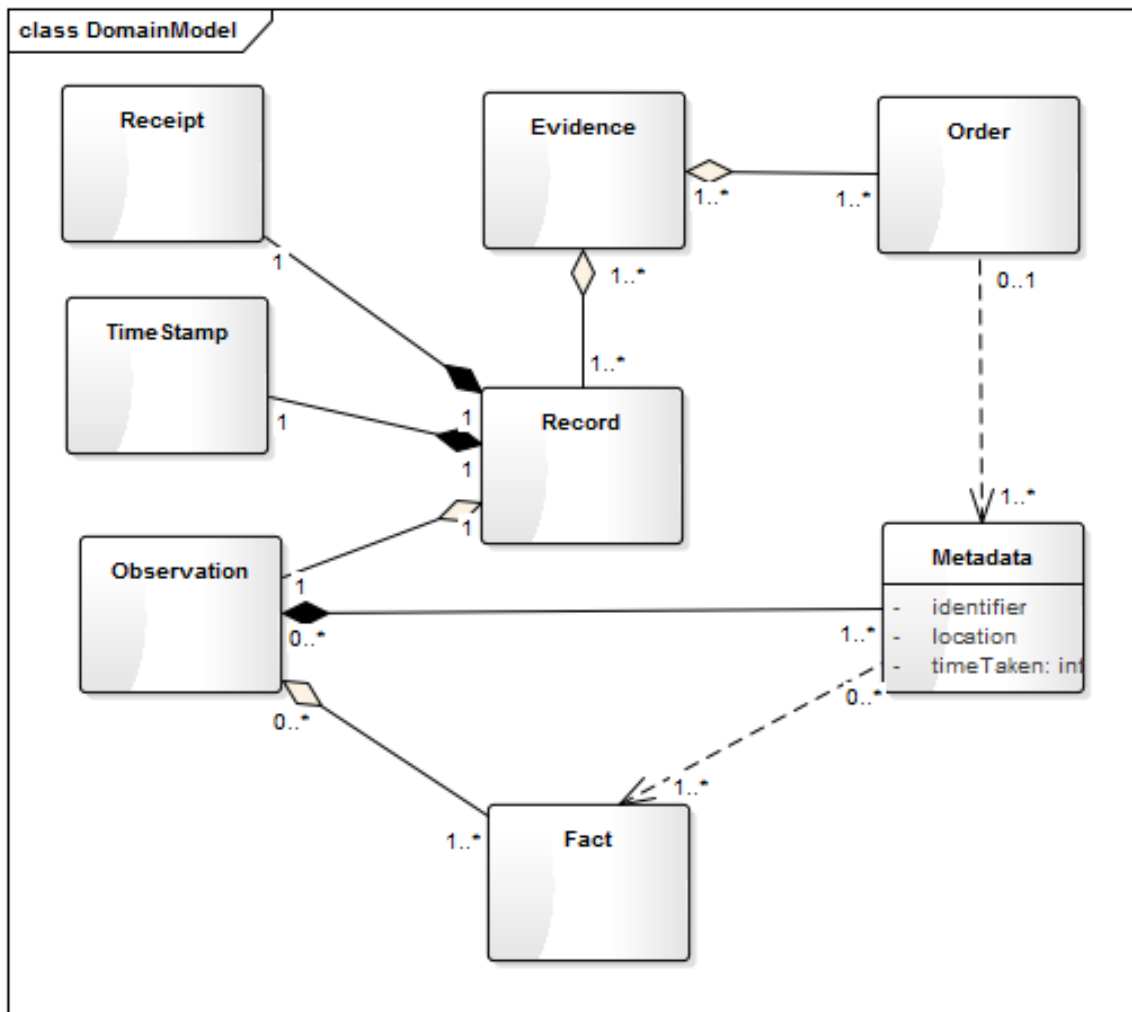 class DomainModel
Receipt
Evidence
Order
1..*
1..*
1
1..*
0..1
TimeStamp
1
1..*
Record
1
1
1..*
1
Observation
1
Metadata
- identifier
0..*
1..*
- location
- timeTaken: int
0..*
0..*
1..*
1..*
Fact